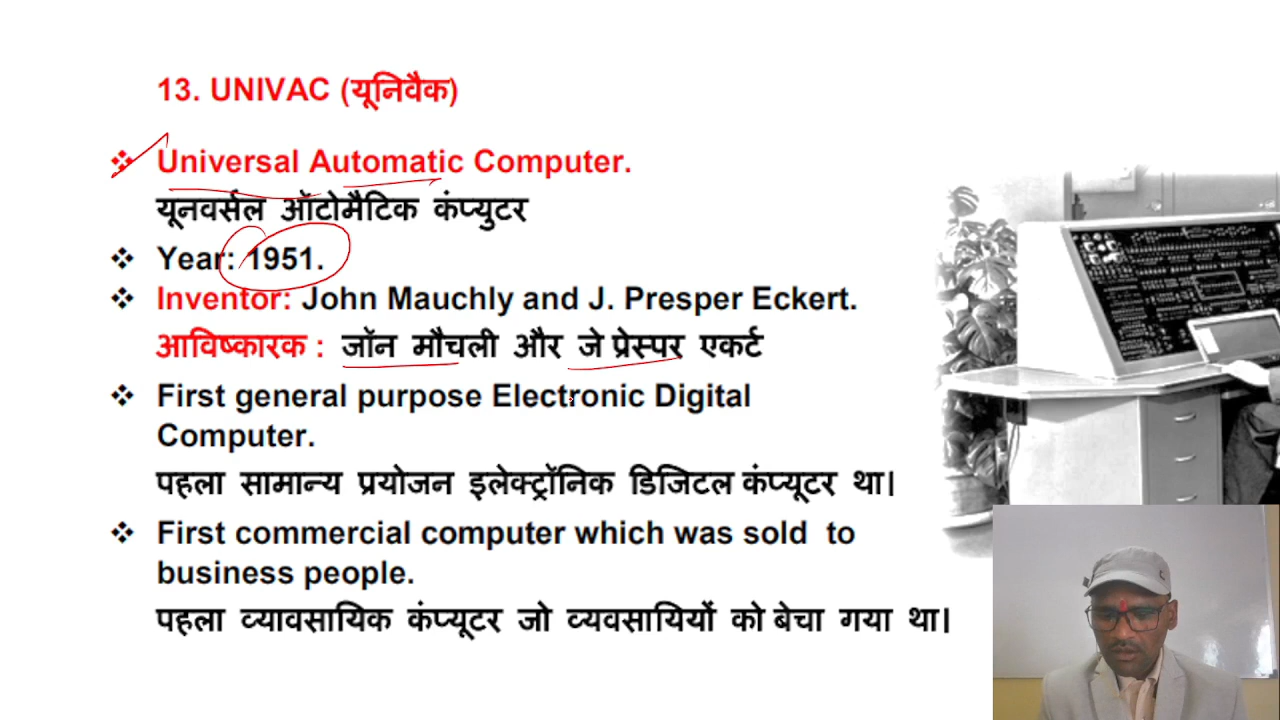 13. UNIVAC (यूनिवैक)
Universal Automatic Computer.
यूनवर्सल ऑटोमैटिक कंप्युटर
Year: 1951.
Inventor: John Mauchly and J. Presper Eckert.
आविष्कारक : जॉन मौचली और जे प्रेस्पर एकर्ट
First general purpose Electronic Digital
Computer.
पहला सामान्य प्रयोजन इलेक्ट्रॉनिक डिजिटल कंप्यूटर था।
First commercial computer which was sold to
business people.
पहला व्यावसायिक कंप्यूटर जो व्यवसायियों को बेचा गया था।